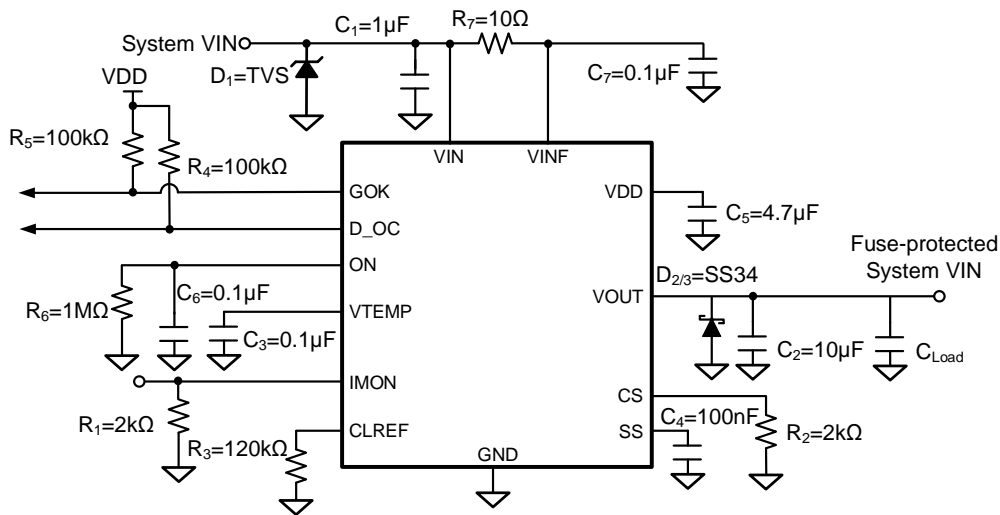 C1=1µF
R7=10Ω
System VIN
D1=TVS
C7=0.1µF
VDD
R5=100kΩ
R4=100kΩ
VIN
VINF
GOK
VDD
C5=4.7µF
D_OC
Fuse-protected
System VIN
ON
D2/3=SS34
C6=0.1µF
VOUT
R6=1MΩ
VTEMP
C3=0.1µF
C2=10µF
CLoad
IMON
CS
R1=2kΩ
C4=100nF
CLREF
SS
R2=2kΩ
R3=120kΩ
GND